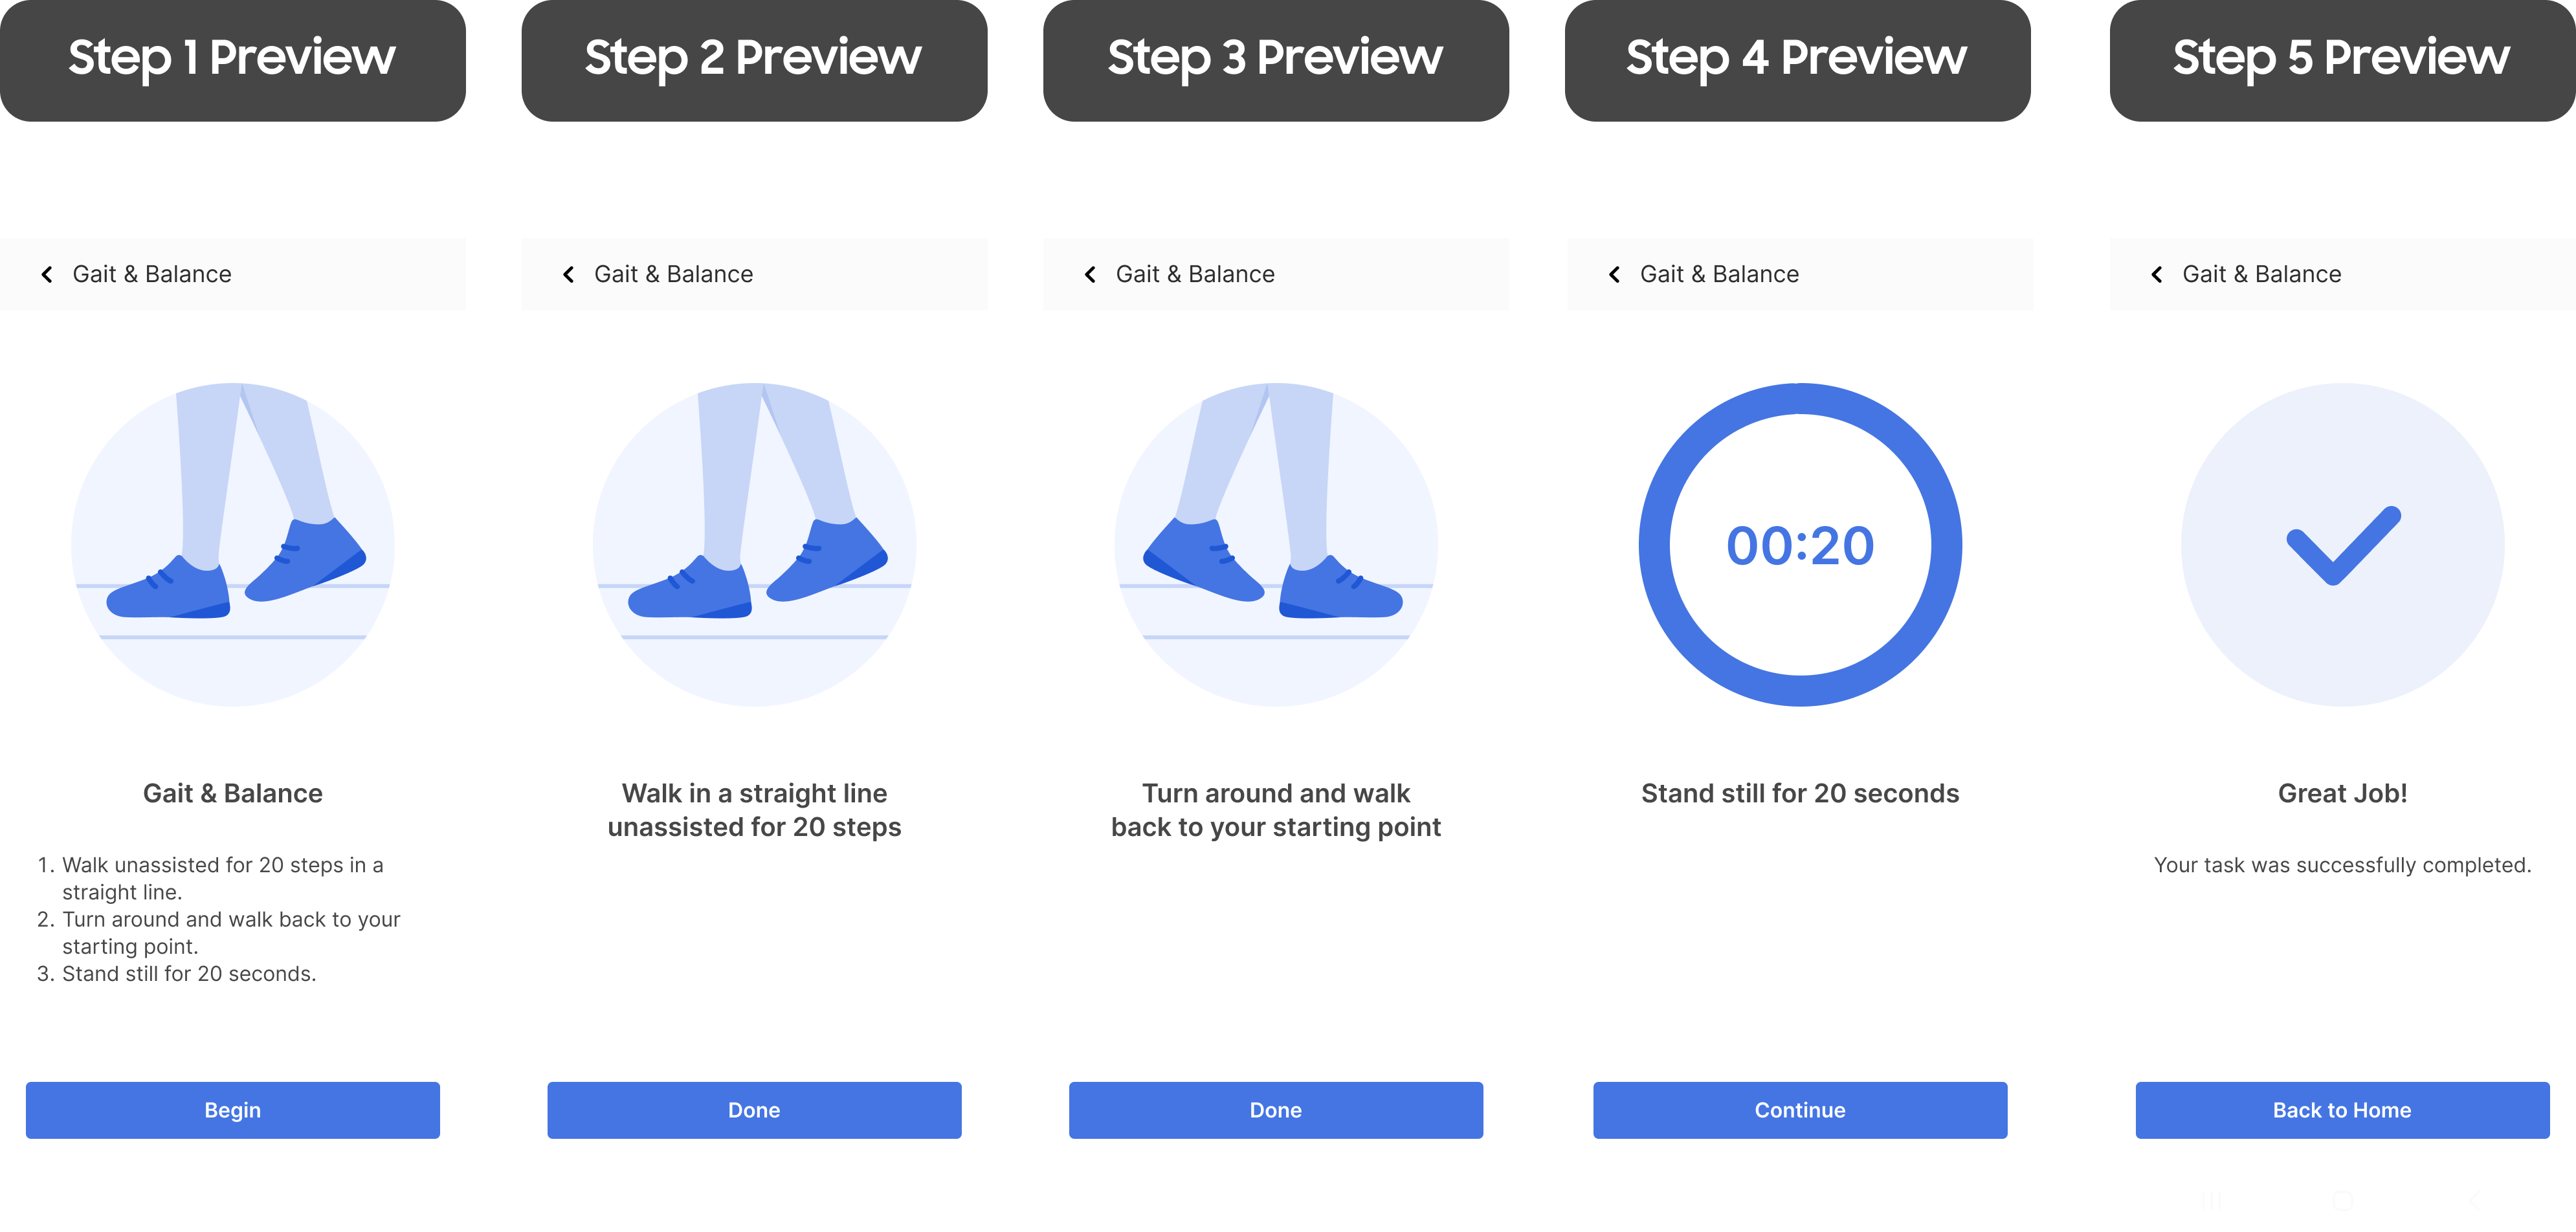 Step 1 Preview
Gait & Balance
Gait & Balance
1. Walk unassisted for 20 steps in a
straight line.
2. Turn around and walk back to your
starting point.
3. Stand still for 20 seconds.
Begin
Step 2 Preview
Gait & Balance
Walk in a straight line
unassisted for 20 steps
Done
Step 3 Preview
Gait & Balance
Turn around and walk
back to your starting point
Done
Step 4 Preview
Gait & Balance
00:20
Stand still for 20 seconds
Continue
Step 5 Preview
Gait & Balance
Great Job!
Your task was successfully completed.
Back to Home